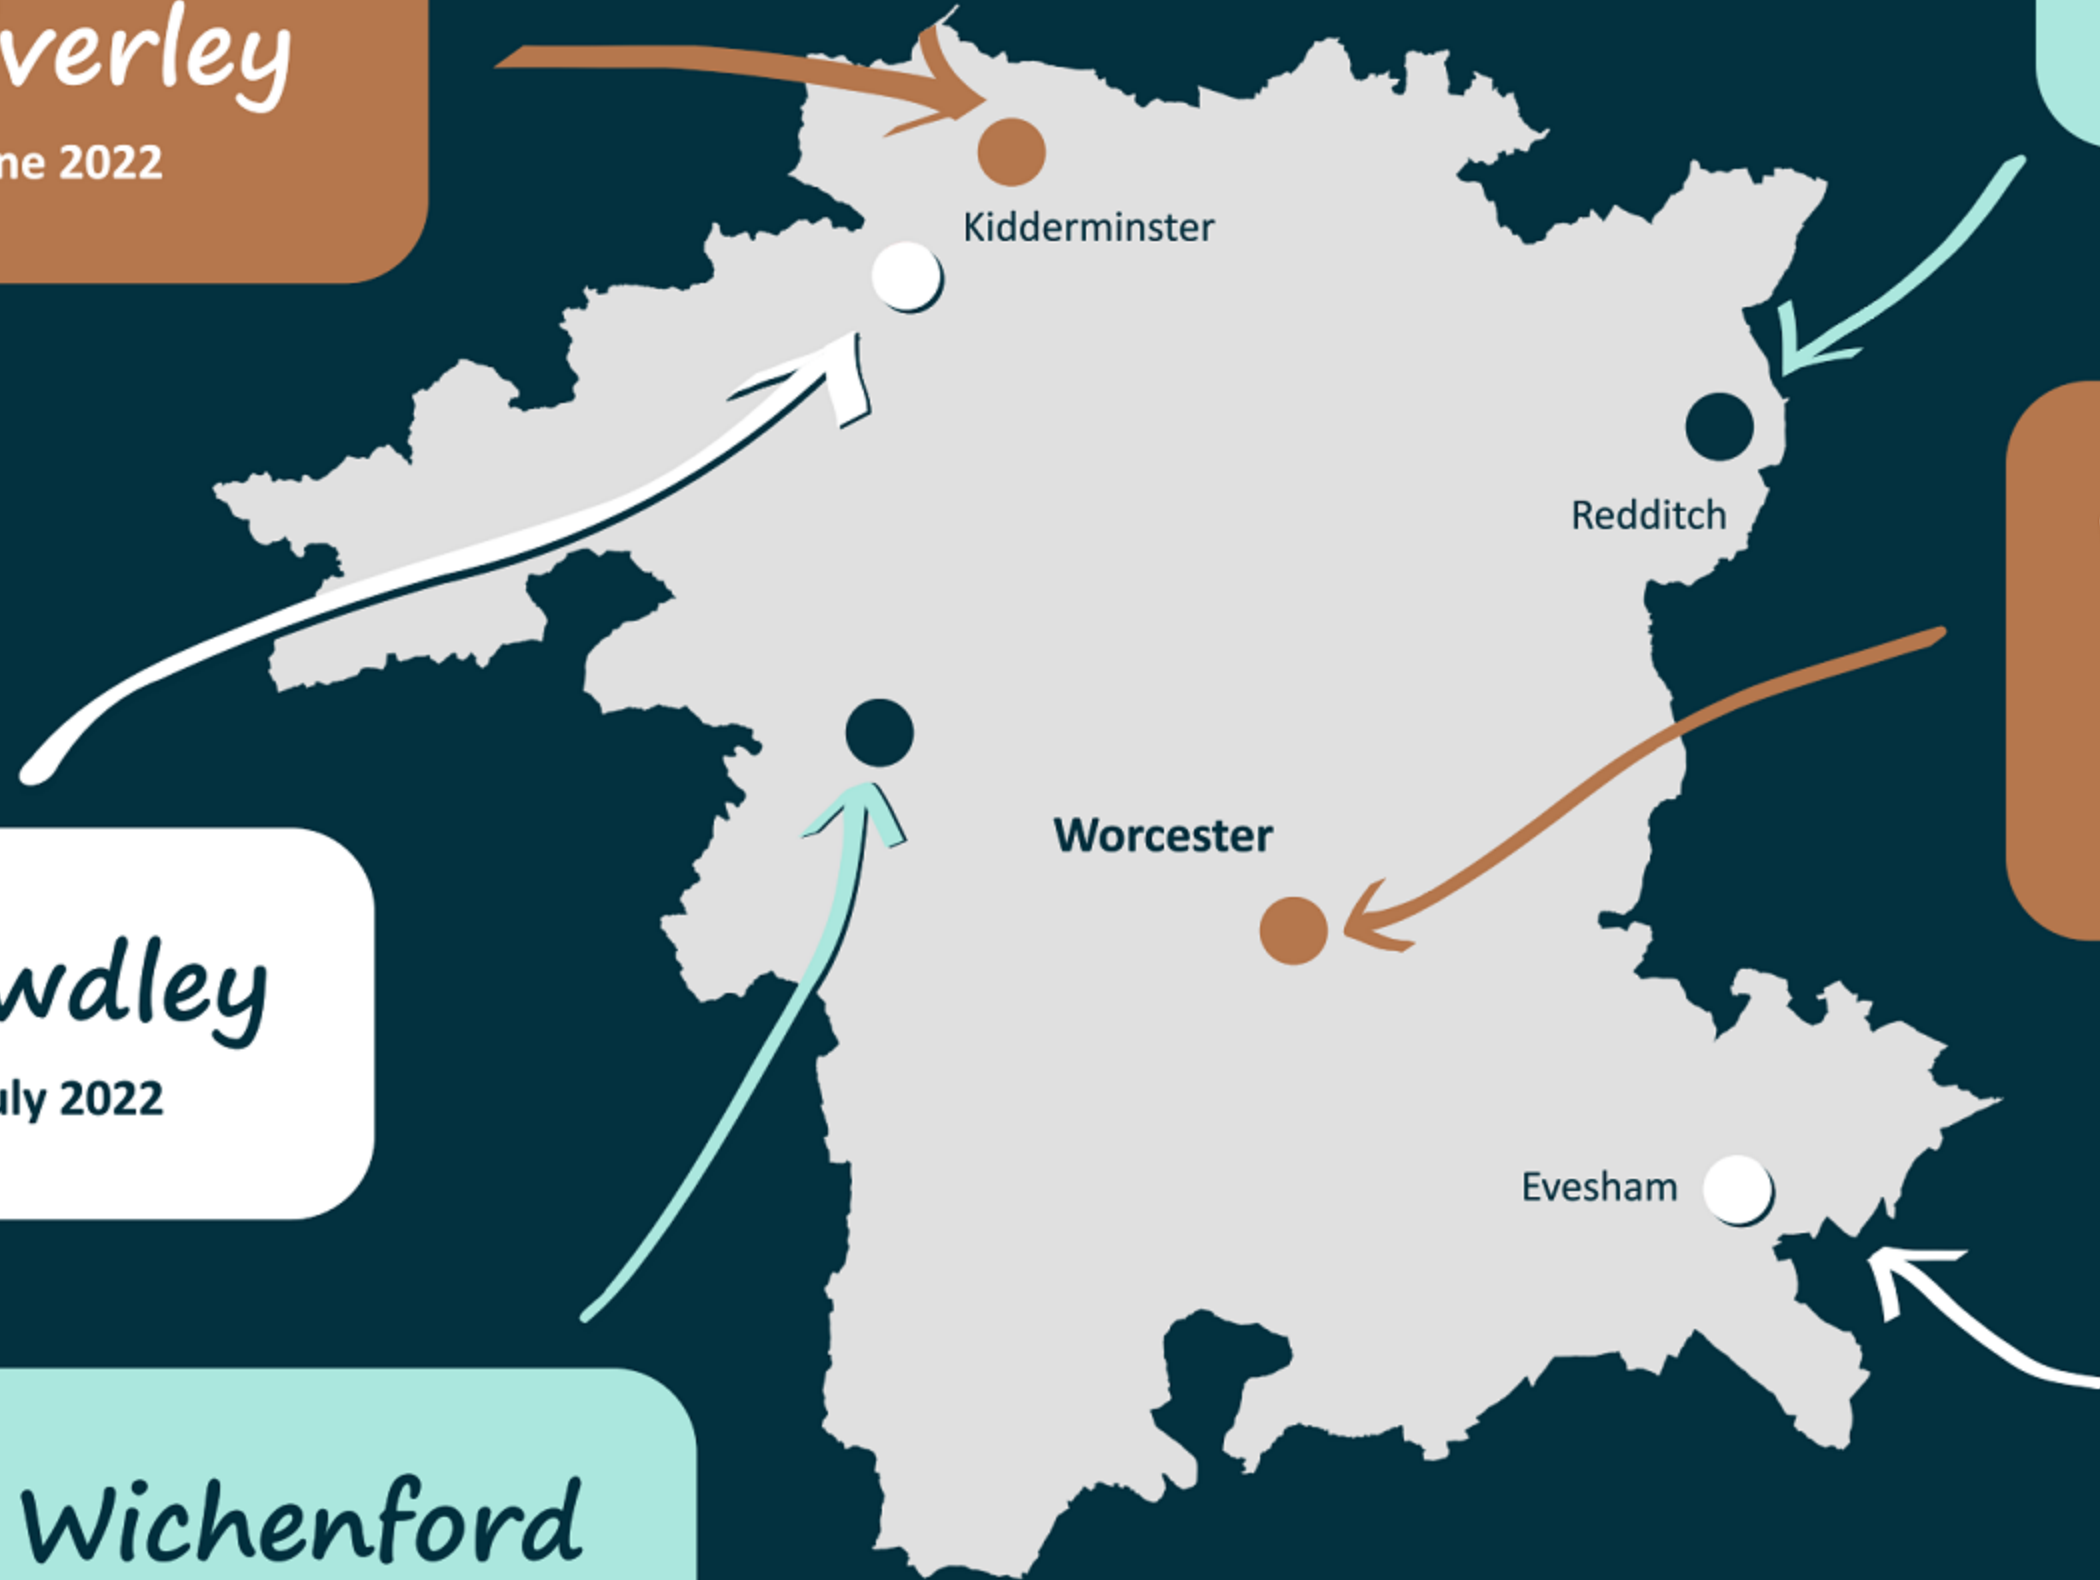 verley
ne 2022
Kidderminster
Redditch
Worcester
wdley
uly 2022
Evesham
Wichenford